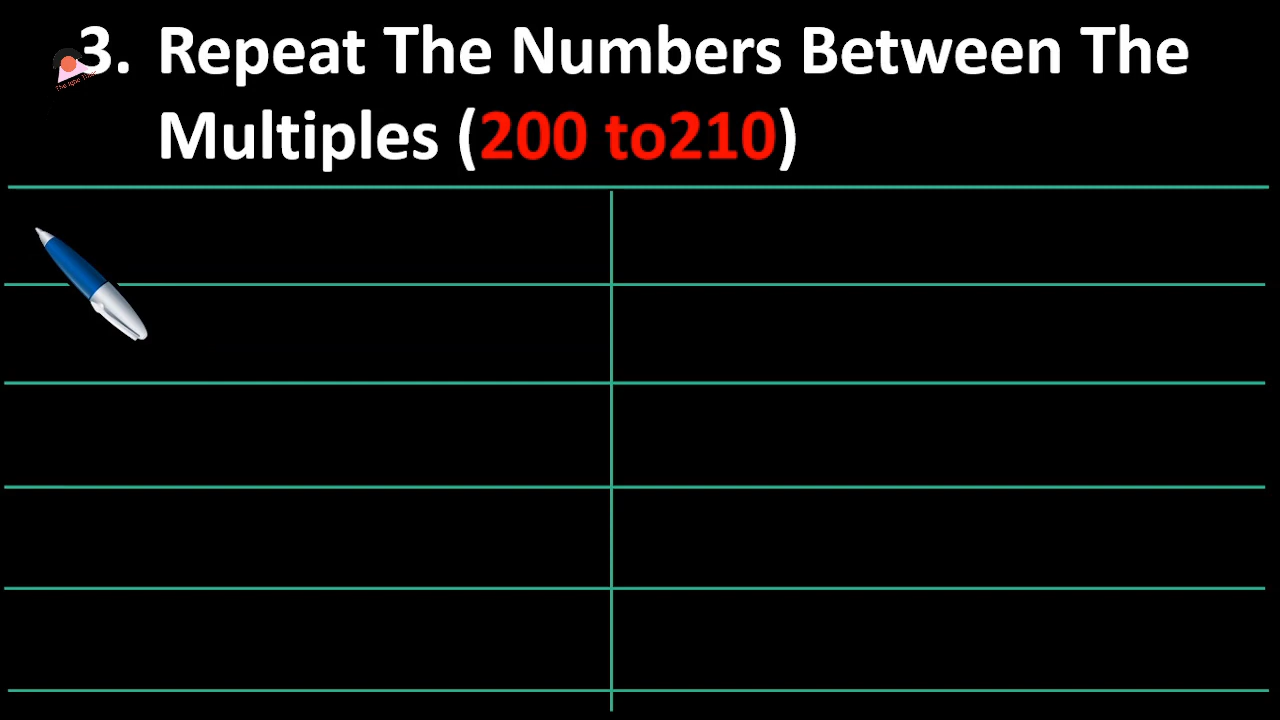 3. Repeat The Numbers Between The
Multiples (200 to210)